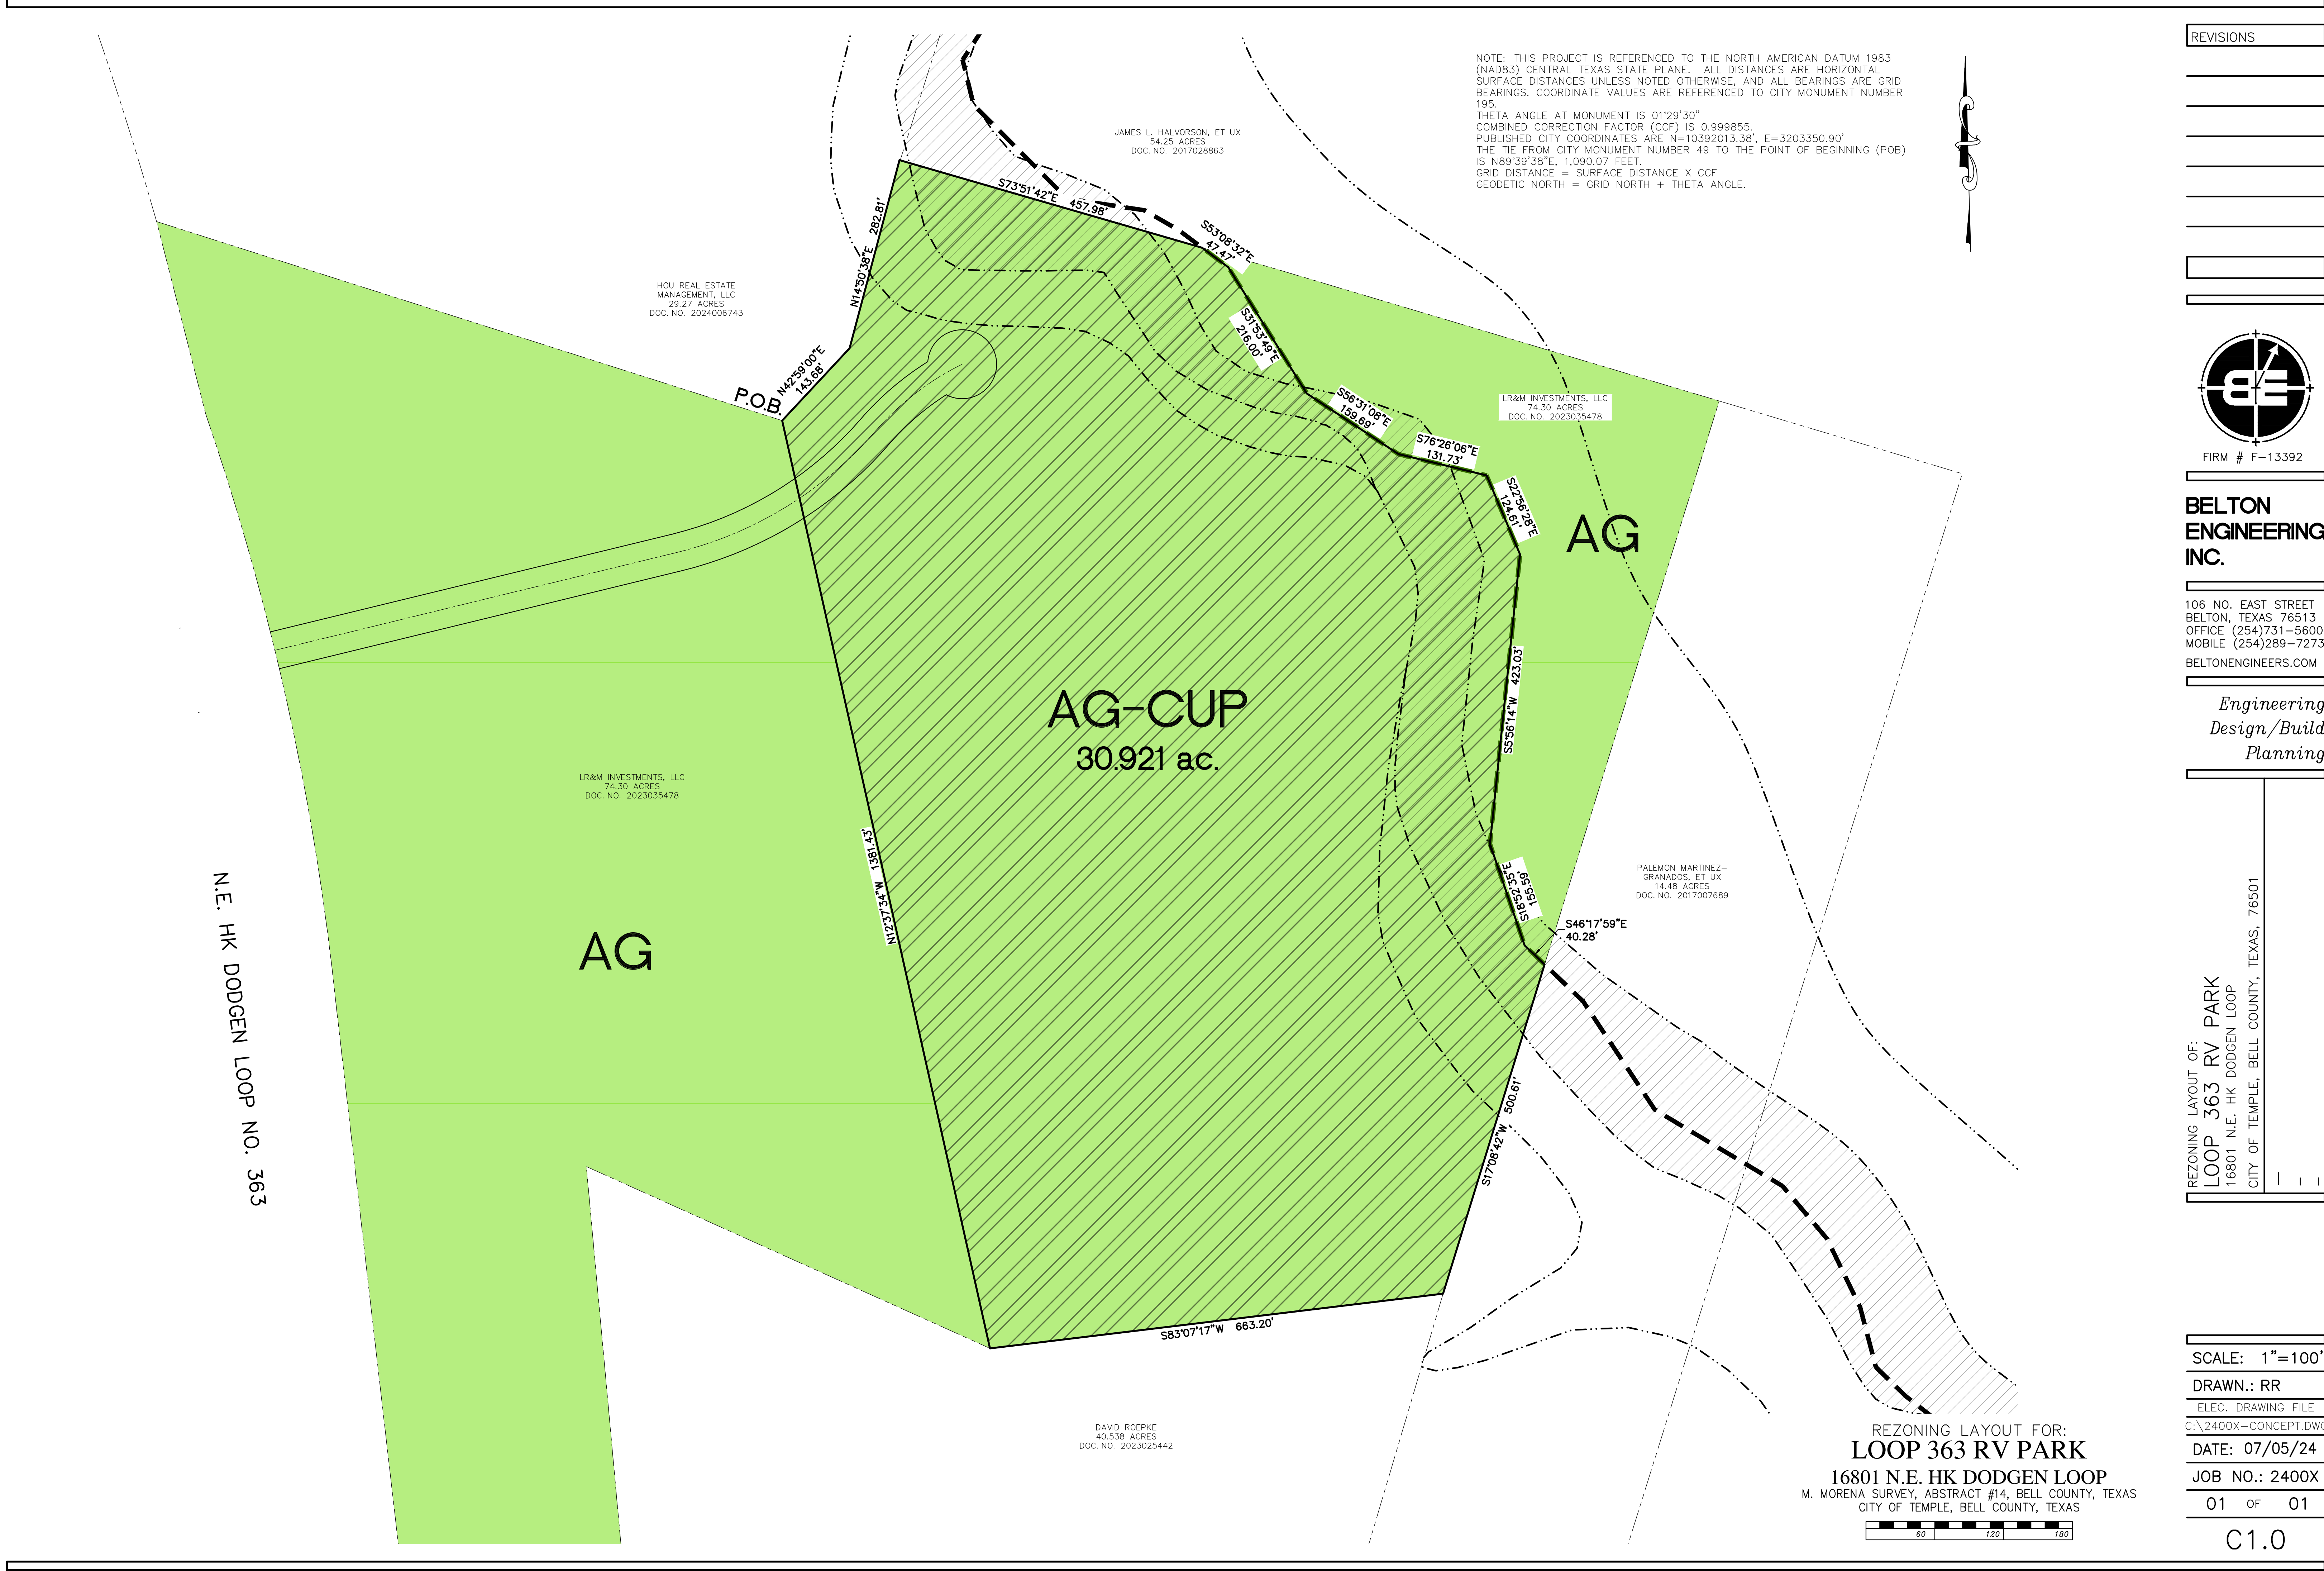 NOTE: THIS PROJECT IS REFERENCED TO THE NORTH AMERICAN DATUM 1983
(NAD83) CENTRAL TEXAS STATE PLANE. ALL DISTANCES ARE HORIZONTAL
SURFACE DISTANCES UNLESS NOTED OTHERWISE, AND ALL BEARINGS ARE GRID
BEARINGS. COORDINATE VALUES ARE REFERENCED TO CITY MONUMENT NUMBER
195.
THETA ANGLE AT MONUMENT IS 01°29'30"
COMBINED CORRECTION FACTOR (CCF) IS 0.999855.
PUBLISHED CITY COORDINATES ARE N=10392013.38', E=3203350.90'
THE TIE FROM CITY MONUMENT NUMBER 49 TO THE POINT OF BEGINNING (POB)
IS N89°39'38"E, 1,090.07 FEET.
GRID DISTANCE = SURFACE DISTANCE X CCF
GEODETIC NORTH = GRID NORTH + THETA ANGLE.
JAMES L. HALVORSON, ET UX
54.25 ACRES
DOC. NO. 2017028863
S73°51'42"E 457.98'
N14°50'38"E 282.81'
S53°08'32"E
47.47'
HOU REAL ESTATE
MANAGEMENT, LLC
29.27 ACRES
DOC. NO. 2024006743
N42°59'00"E
143.68'
P.O.B.
S31°53'49"E
216.00'
S56°31'08"E
159.69'
LR&M INVESTMENTS, LLC
74.30 ACRES
DOC. NO. 2023035478
S76°26'06"E
131.73'
S22°56'28"E
124.61'
AG
S5°56'14"W 423.03'
AG-CUP
30.921 ac.
LR&M INVESTMENTS, LLC
74.30 ACRES
DOC. NO. 2023035478
N12°37'34"W 1381.43'
S18°52'35"E
155.59'
PALEMON MARTINEZ-
GRANADOS, ET UX
14.48 ACRES
DOC. NO. 2017007689
S46°17'59"E
40.28'
AG
N.E. HK DODGEN LOOP NO. 363
S17°08'42"W 500.61'
S83°07'17"W 663.20'
DAVID ROEPKE
40.538 ACRES
DOC. NO. 2023025442
REZONING LAYOUT FOR:
LOOP 363 RV PARK
16801 N.E. HK DODGEN LOOP
M. MORENA SURVEY, ABSTRACT #14, BELL COUNTY, TEXAS
CITY OF TEMPLE, BELL COUNTY, TEXAS
60 120 180
REVISIONS
BE
FIRM # F-13392
BELTON
ENGINEERING
INC.
106 NO. EAST STREET
BELTON, TEXAS 76513
OFFICE (254)731-5600
MOBILE (254)289-7273
BELTONENGINEERS.COM
Engineering
Design/Build
Planning
REZONING LAYOUT OF:
LOOP 363 RV PARK
16801 N.E. HK DODGEN LOOP
CITY OF TEMPLE, BELL COUNTY, TEXAS, 76501
SCALE: 1"=100'
DRAWN.: RR
ELEC. DRAWING FILE
C:\2400X-CONCEPT.DWG
DATE: 07/05/24
JOB NO.: 2400X
01 OF 01
C1.0